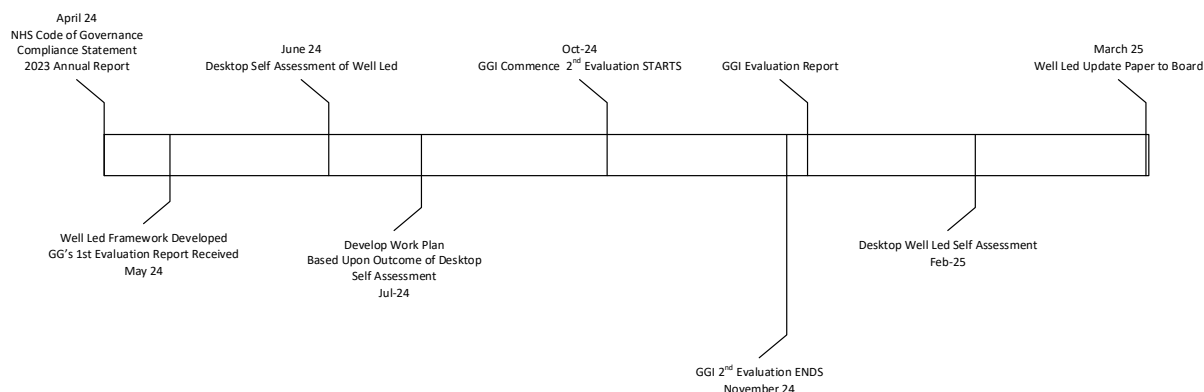 April 24
NHS Code of Governance
Compliance Statement
2023 Annual Report
June 24
Desktop Self Assessment of Well Led
Oct-24
GGI Commence 2nd Evaluation STARTS
GGI Evaluation Report
March 25
Well Led Update Paper to Board
Well Led Framework Developed
GG's 1st Evaluation Report Received
May 24
Develop Work Plan
Based Upon Outcome of Desktop
Self Assessment
Jul-24
Desktop Well Led Self Assessment
Feb-25
GGI 2nd Evaluation ENDS
November 24